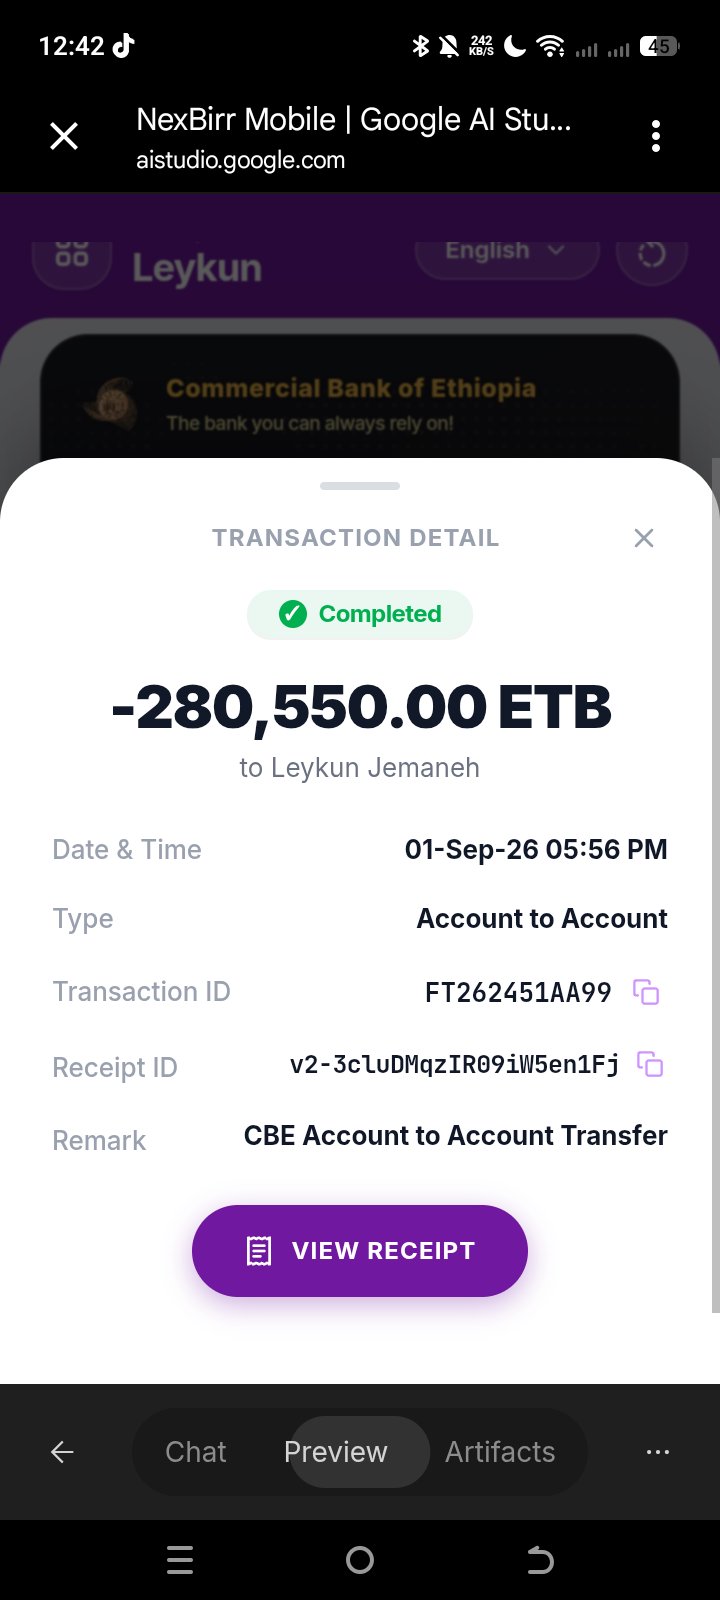 12:42
242
KB/S
45
NexBirr Mobile | Google AI Stu...
aistudio.google.com
Leykun
English
Commercial Bank of Ethiopia
The bank you can always rely on!
TRANSACTION DETAIL
Completed
-280,550.00 ETB
to Leykun Jemaneh
Date & Time 01-Sep-26 05:56 PM
Type Account to Account
Transaction ID FT262451AA99
Receipt ID v2-3cluDMqzIR09iW5en1Fj
Remark CBE Account to Account Transfer
VIEW RECEIPT
Chat Preview Artifacts